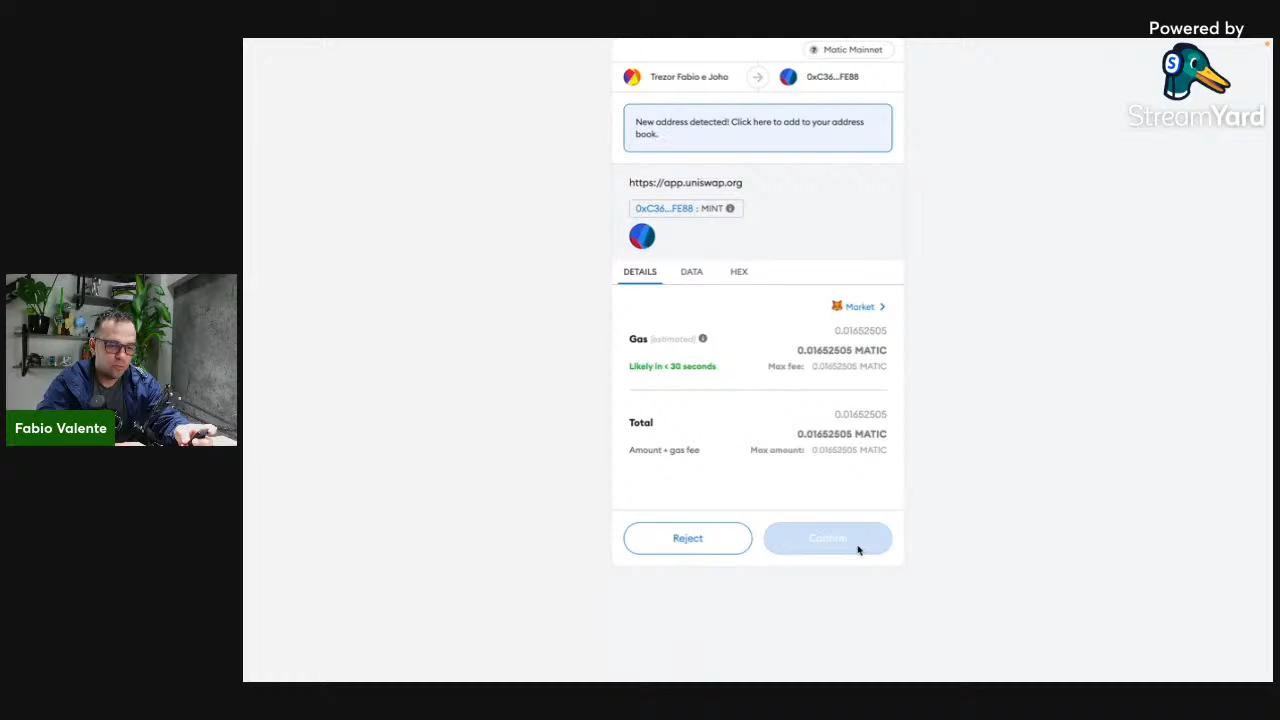 Powered by
StreamYard
Matic Mainnet
Trezor Fabio e Joho
0xC36...FE88
New address detected! Click here to add to your address
book.
https://app.uniswap.org
0xC36...FE88 : MINT
DETAILS DATA HEX
Market
0.01652505
Gas (estimated) 0.01652505 MATIC
Likely in < 30 seconds Max fee: 0.01652505 MATIC
0.01652505
Total 0.01652505 MATIC
Amount + gas fee Max amount: 0.01652505 MATIC
Reject Confirm
Fabio Valente